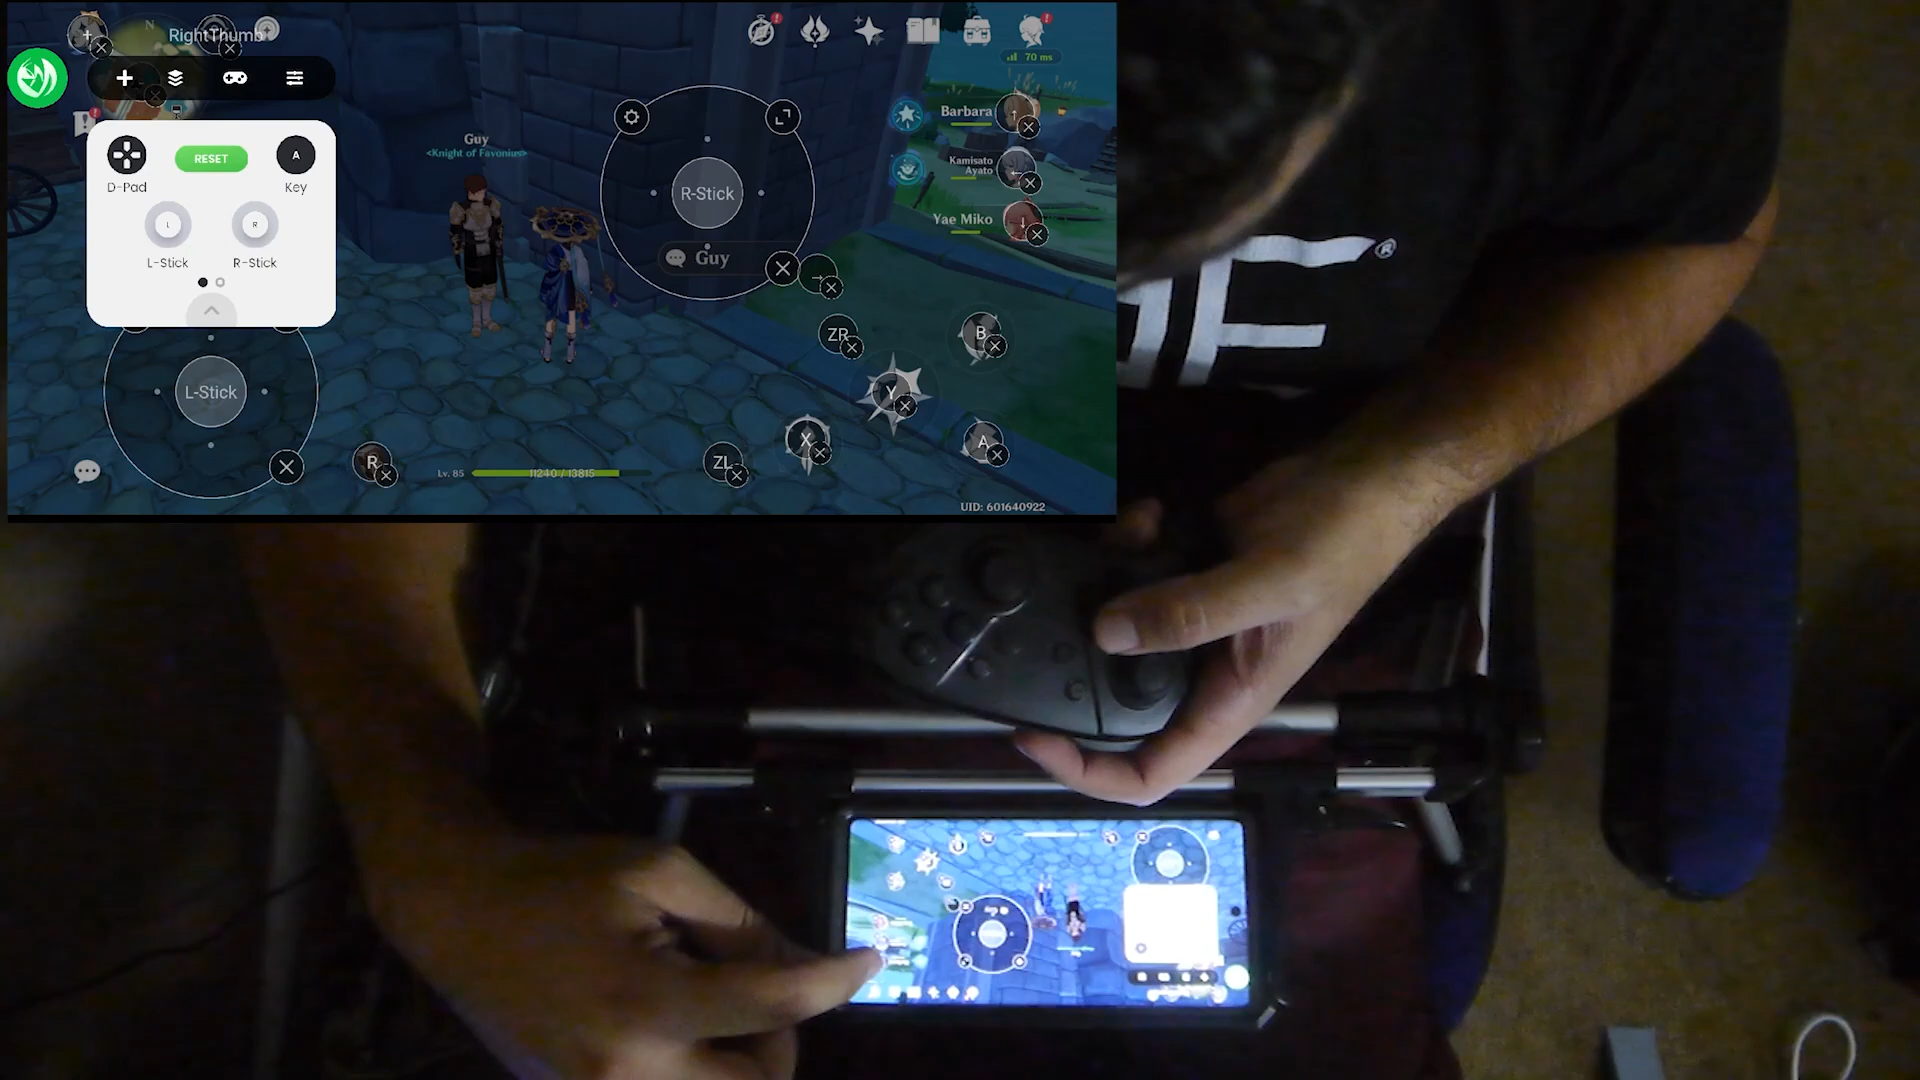 RightThumb
N
70 ms
RESET
D-Pad
A
Key
L
R
L-Stick
R-Stick
Guy
<Knight of Favonius>
R-Stick
Guy
Barbara
Kamisato
Ayato
Yae Miko
ZR
B
Y
X
A
L-Stick
R
Lv. 85
11240 / 13815
ZL
UID: 601640922
F®